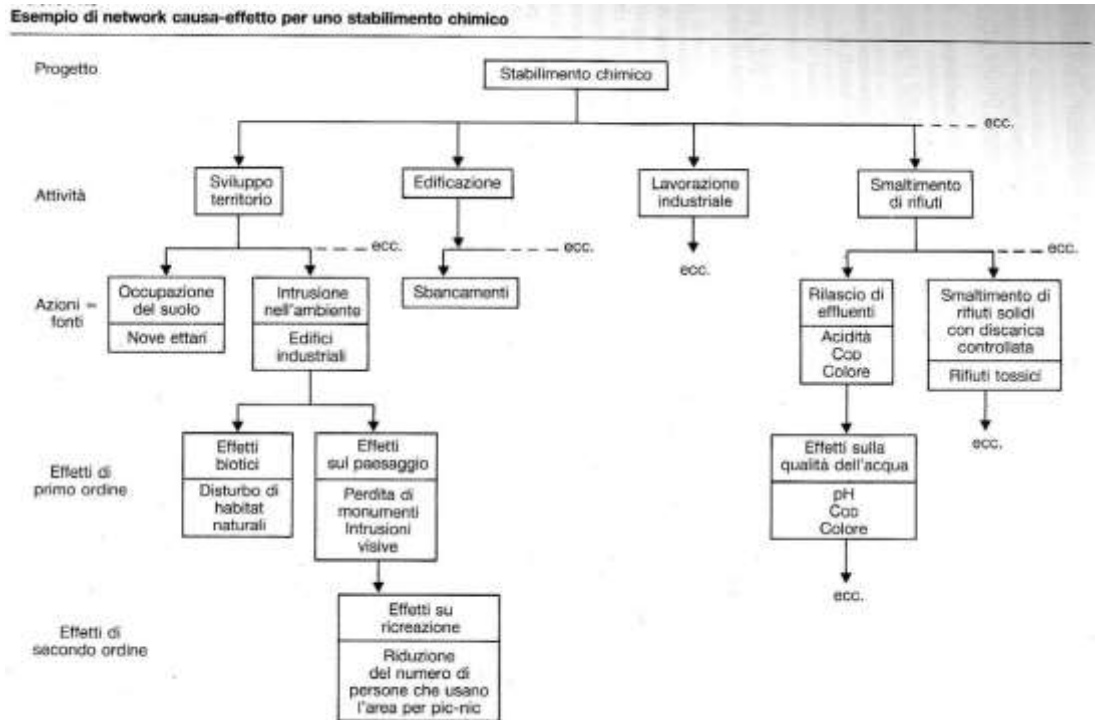 Esempio di network causa-effetto per uno stabilimento chimico
Progetto
Stabilimento chimico
ecc.
Attività
Sviluppo
territorio
Edificazione
Lavorazione
industriale
Smaltimento
di rifiuti
ecc.
ecc.
ecc.
ecc.
Azioni =
fonti
Occupazione
del suolo
Nove ettari
Intrusione
nell'ambiente
Edifici
industriali
Sbancamenti
Rilascio di
effluenti
Acidità
COD
Colore
Smaltimento di
rifiuti solidi
con discarica
controllata
Rifiuti tossici
ecc.
Effetti di
primo ordine
Effetti
biotici
Disturbo di
habitat
naturali
Effetti
sul paesaggio
Perdita di
monumenti
Intrusioni
visive
Effetti sulla
qualità dell'acqua
pH
COD
Colore
ecc.
Effetti di
secondo ordine
Effetti su
ricreazione
Riduzione
del numero di
persone che usano
l'area per pic-nic